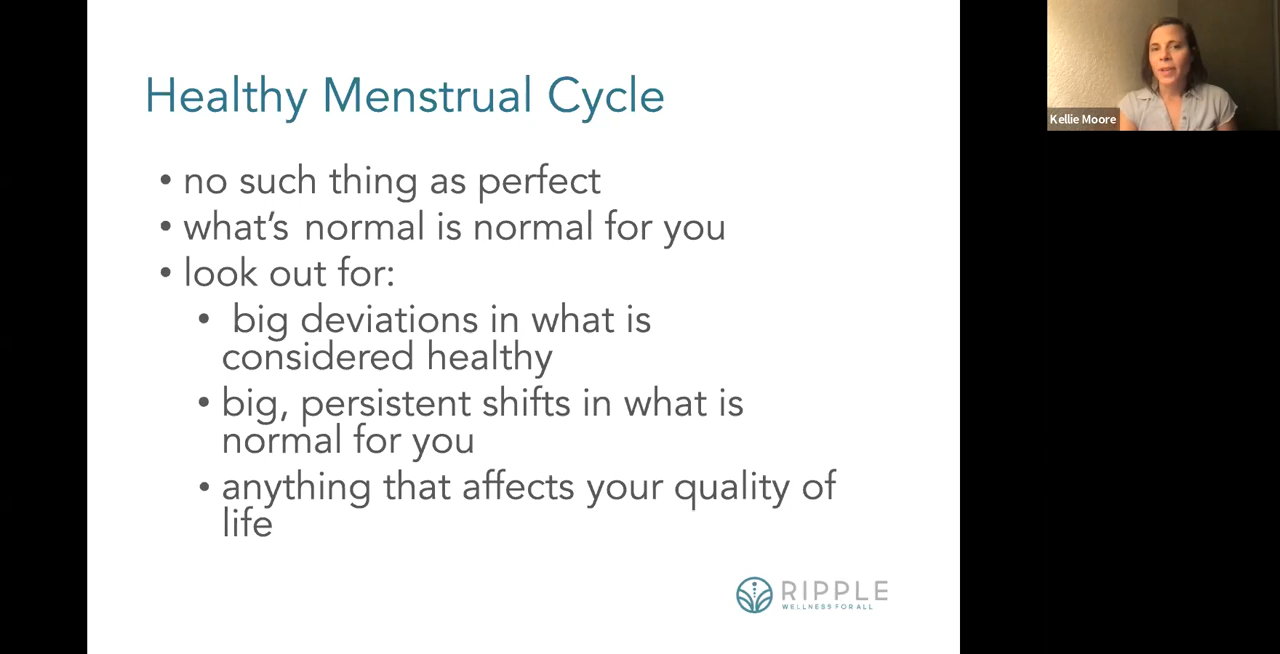 Healthy Menstrual Cycle
• no such thing as perfect
• what's normal is normal for you
• look out for:
• big deviations in what is
considered healthy
• big, persistent shifts in what is
normal for you
• anything that affects your quality of
life
RIPPLE
WELLNESS FOR ALL
Kellie Moore